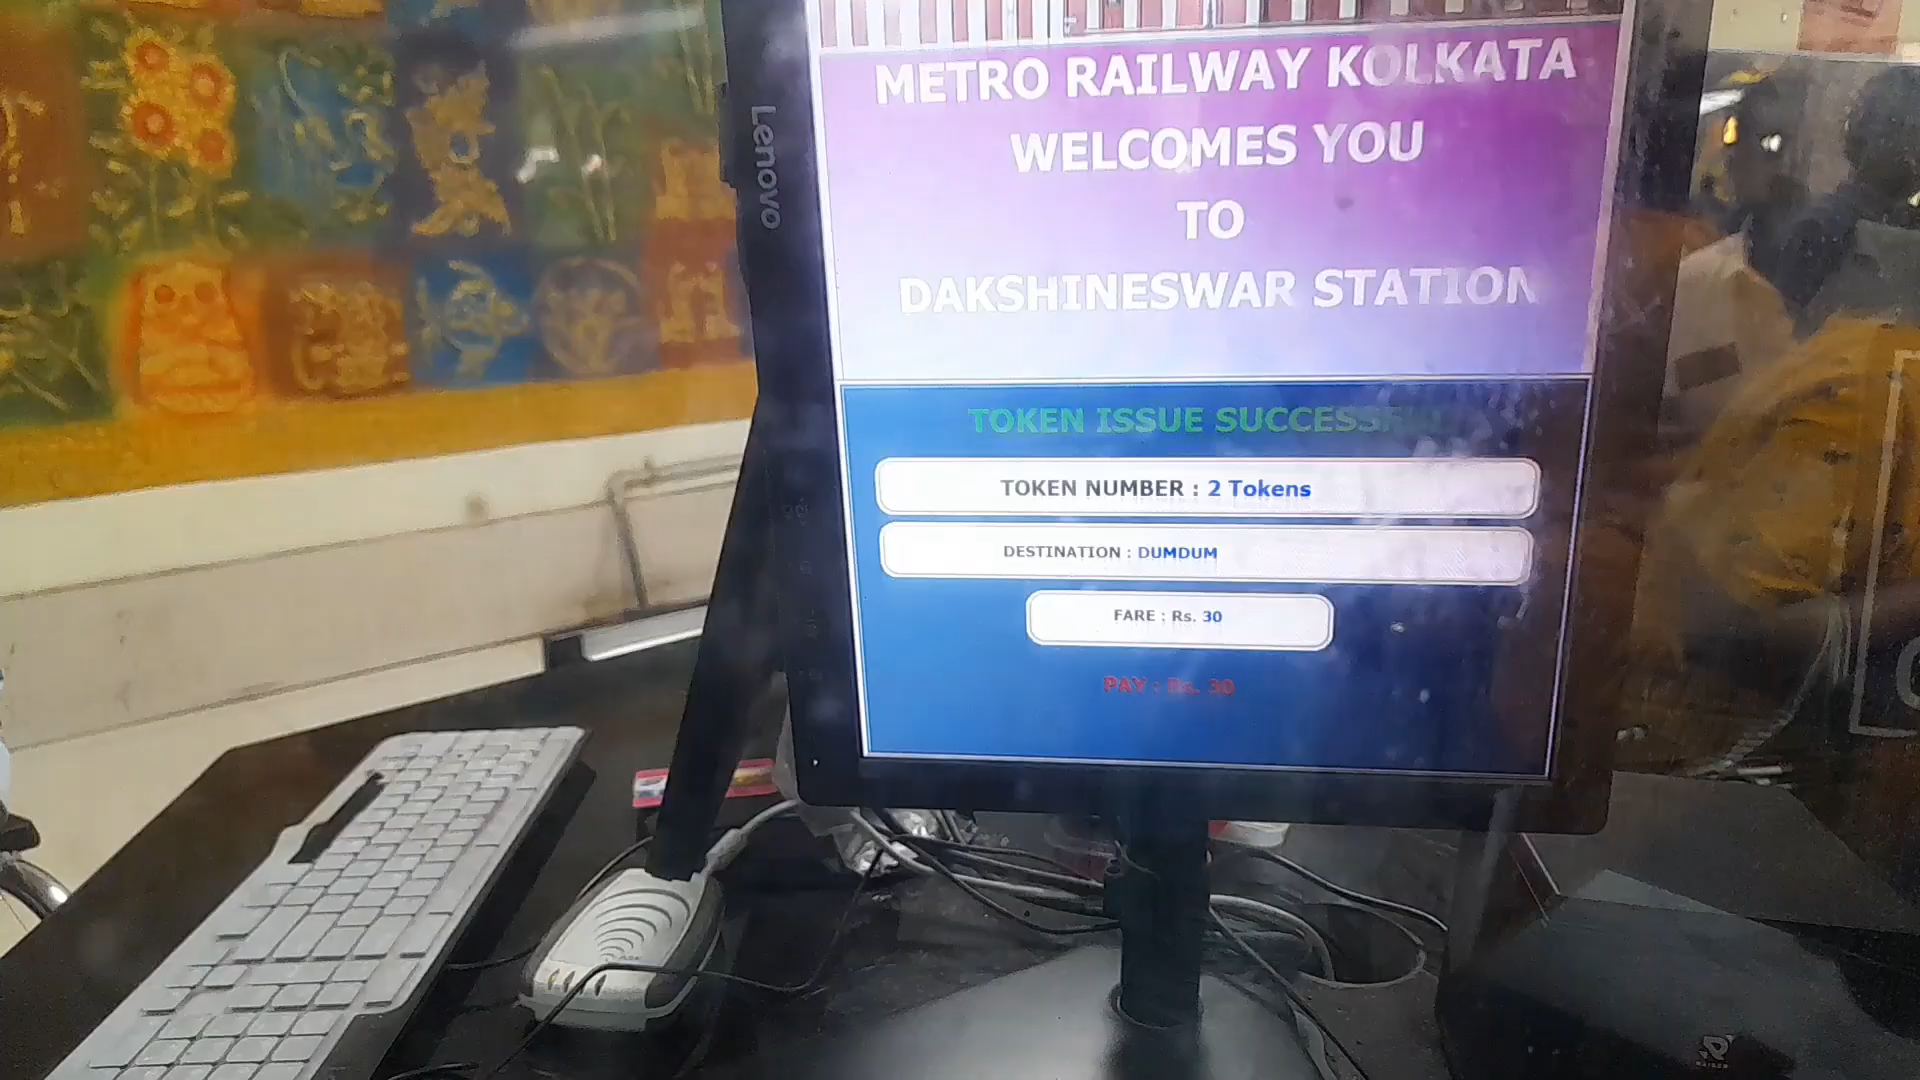 Lenovo
METRO RAILWAY KOLKATA
WELCOMES YOU
TO
DAKSHINESWAR STATION
TOKEN ISSUE
TOKEN NUMBER : 2 Tokens
DESTINATION : DUMDUM
FARE : Rs. 30
PAY : Rs. 30